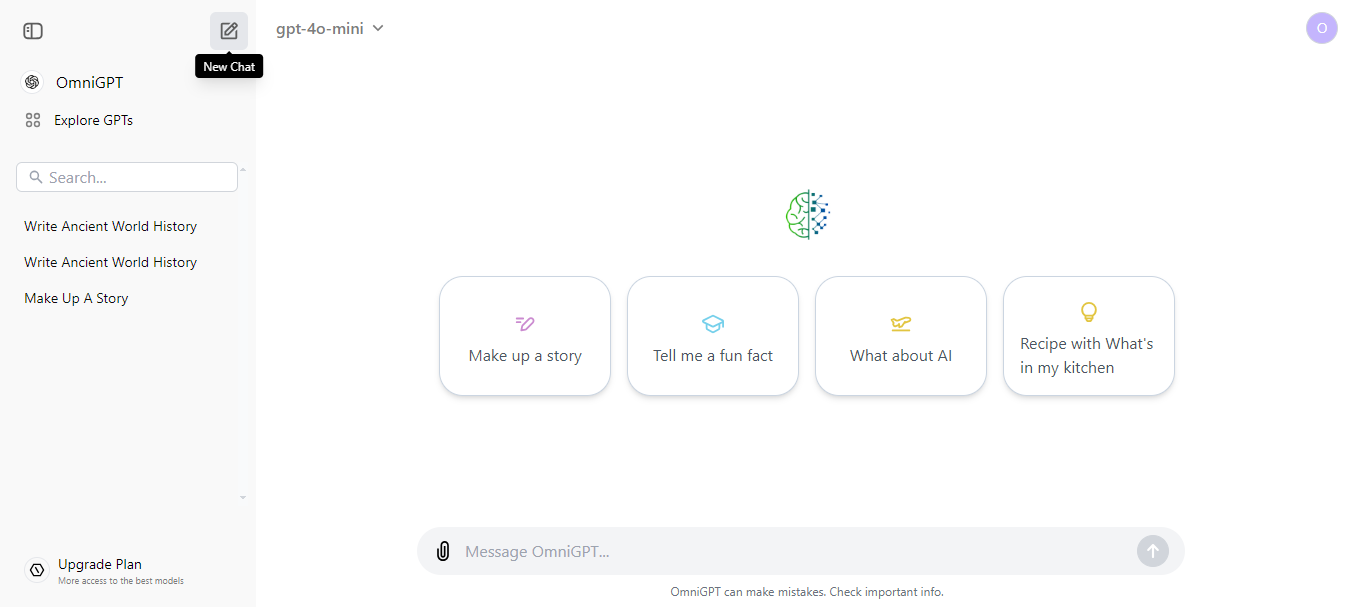 gpt-4o-mini
O
New Chat
OmniGPT
Explore GPTs
Search...
Write Ancient World History
Write Ancient World History
Make Up A Story
Make up a story
Tell me a fun fact
What about AI
Recipe with What's
in my kitchen
Upgrade Plan
More access to the best models
Message OmniGPT...
OmniGPT can make mistakes. Check important info.